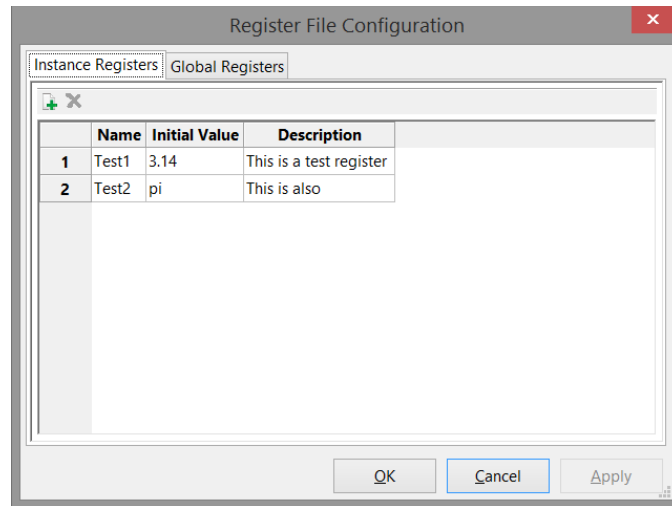 Register File Configuration
Instance Registers Global Registers
Name Initial Value Description
1 Test1 3.14 This is a test register
2 Test2 pi This is also
OK Cancel Apply